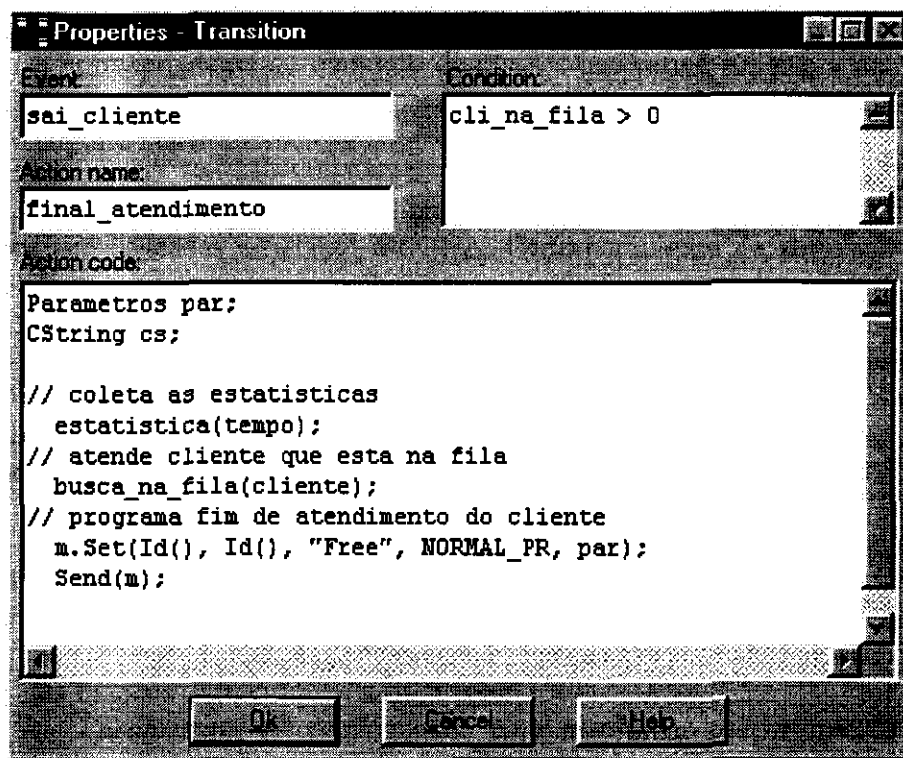 Properties - Transition
Event:
Condition:
sai_cliente
cli_na_fila > 0
Action name:
final_atendimento
Action code:
Parametros par;
CString cs;
// coleta as estatisticas
estatistica(tempo);
// atende cliente que esta na fila
busca_na_fila(cliente);
// programa fim de atendimento do cliente
m.Set(Id(), Id(), "Free", NORMAL_PR, par);
Send(m);
Ok
Cancel
Help